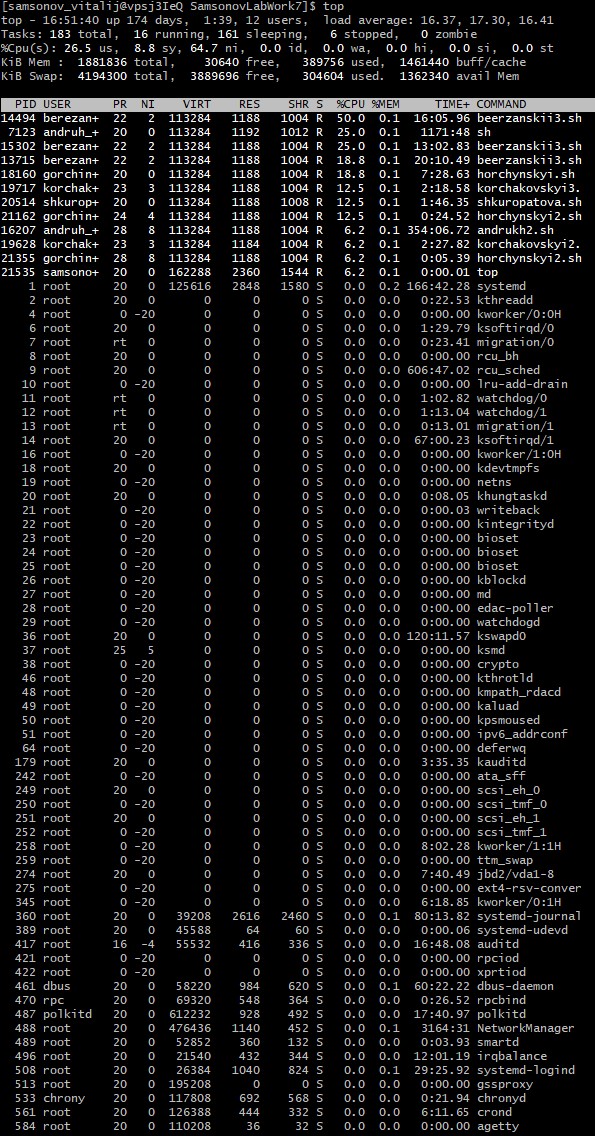 [samsonov_vitalij@vpsj3IeQ SamsonovLabWork7]$ top
top - 16:51:40 up 174 days,  1:39, 12 users,  load average: 16.37, 17.30, 16.41
Tasks: 183 total,  16 running, 161 sleeping,   6 stopped,   0 zombie
%Cpu(s): 26.5 us,  8.8 sy, 64.7 ni,  0.0 id,  0.0 wa,  0.0 hi,  0.0 si,  0.0 st
KiB Mem :  1881836 total,    30640 free,   389756 used,  1461440 buff/cache
KiB Swap:  4194300 total,  3889696 free,   304604 used.  1362340 avail Mem
PID USER PR NI VIRT RES SHR S %CPU %MEM TIME+ COMMAND
14494 berezan+ 22 2 113284 1188 1004 R 50.0 0.1 16:05.96 beerzanskii3.sh
7123 andruh_+ 20 0 113284 1192 1012 R 25.0 0.1 1171:48 sh
15302 berezan+ 22 2 113284 1188 1004 R 25.0 0.1 13:02.83 beerzanskii3.sh
13715 berezan+ 22 2 113284 1188 1004 R 18.8 0.1 20:10.49 beerzanskii3.sh
18160 gorchin+ 20 0 113284 1188 1004 R 18.8 0.1 7:28.63 horchynskyi.sh
19717 korchak+ 23 3 113284 1188 1004 R 12.5 0.1 2:18.58 korchakovskyi3.
20514 shkurop+ 20 0 113284 1188 1008 R 12.5 0.1 1:46.35 shkuropatova.sh
21162 gorchin+ 24 4 113284 1188 1004 R 12.5 0.1 0:24.52 horchynskyi2.sh
16207 andruh_+ 28 8 113284 1188 1004 R 6.2 0.1 354:06.72 andrukh2.sh
19628 korchak+ 23 3 113284 1184 1004 R 6.2 0.1 2:27.82 korchakovskyi2.
21355 gorchin+ 28 8 113284 1188 1004 R 6.2 0.1 0:05.39 horchynskyi2.sh
21535 samsono+ 20 0 162288 2360 1544 R 6.2 0.1 0:00.01 top
1 root 20 0 125616 2848 1580 S 0.0 0.2 166:42.28 systemd
2 root 20 0 0 0 0 S 0.0 0.0 0:22.53 kthreadd
4 root 0 -20 0 0 0 S 0.0 0.0 0:00.00 kworker/0:0H
6 root 20 0 0 0 0 S 0.0 0.0 1:29.79 ksoftirqd/0
7 root rt 0 0 0 0 S 0.0 0.0 0:23.41 migration/0
8 root 20 0 0 0 0 S 0.0 0.0 0:00.00 rcu_bh
9 root 20 0 0 0 0 S 0.0 0.0 606:47.02 rcu_sched
10 root 0 -20 0 0 0 S 0.0 0.0 0:00.00 lru-add-drain
11 root rt 0 0 0 0 S 0.0 0.0 1:02.82 watchdog/0
12 root rt 0 0 0 0 S 0.0 0.0 1:13.04 watchdog/1
13 root rt 0 0 0 0 S 0.0 0.0 0:13.01 migration/1
14 root 20 0 0 0 0 S 0.0 0.0 67:00.23 ksoftirqd/1
16 root 0 -20 0 0 0 S 0.0 0.0 0:00.00 kworker/1:0H
18 root 20 0 0 0 0 S 0.0 0.0 0:00.00 kdevtmpfs
19 root 0 -20 0 0 0 S 0.0 0.0 0:00.00 netns
20 root 20 0 0 0 0 S 0.0 0.0 0:08.05 khungtaskd
21 root 0 -20 0 0 0 S 0.0 0.0 0:00.03 writeback
22 root 0 -20 0 0 0 S 0.0 0.0 0:00.00 kintegrityd
23 root 0 -20 0 0 0 S 0.0 0.0 0:00.00 bioset
24 root 0 -20 0 0 0 S 0.0 0.0 0:00.00 bioset
25 root 0 -20 0 0 0 S 0.0 0.0 0:00.00 bioset
26 root 0 -20 0 0 0 S 0.0 0.0 0:00.00 kblockd
27 root 0 -20 0 0 0 S 0.0 0.0 0:00.00 md
28 root 0 -20 0 0 0 S 0.0 0.0 0:00.00 edac-poller
29 root 0 -20 0 0 0 S 0.0 0.0 0:00.00 watchdogd
36 root 20 0 0 0 0 S 0.0 0.0 120:11.57 kswapd0
37 root 25 5 0 0 0 S 0.0 0.0 0:00.00 ksmd
38 root 0 -20 0 0 0 S 0.0 0.0 0:00.00 crypto
46 root 0 -20 0 0 0 S 0.0 0.0 0:00.00 kthrotld
48 root 0 -20 0 0 0 S 0.0 0.0 0:00.00 kmpath_rdacd
49 root 0 -20 0 0 0 S 0.0 0.0 0:00.00 kaluad
50 root 0 -20 0 0 0 S 0.0 0.0 0:00.00 kpsmoused
51 root 0 -20 0 0 0 S 0.0 0.0 0:00.00 ipv6_addrconf
64 root 0 -20 0 0 0 S 0.0 0.0 0:00.00 deferwq
179 root 20 0 0 0 0 S 0.0 0.0 3:35.35 kauditd
242 root 0 -20 0 0 0 S 0.0 0.0 0:00.00 ata_sff
249 root 20 0 0 0 0 S 0.0 0.0 0:00.00 scsi_eh_0
250 root 0 -20 0 0 0 S 0.0 0.0 0:00.00 scsi_tmf_0
251 root 20 0 0 0 0 S 0.0 0.0 0:00.00 scsi_eh_1
252 root 0 -20 0 0 0 S 0.0 0.0 0:00.00 scsi_tmf_1
258 root 0 -20 0 0 0 S 0.0 0.0 8:02.28 kworker/1:1H
259 root 0 -20 0 0 0 S 0.0 0.0 0:00.00 ttm_swap
274 root 20 0 0 0 0 S 0.0 0.0 7:40.49 jbd2/vda1-8
275 root 0 -20 0 0 0 S 0.0 0.0 0:00.00 ext4-rsv-conver
345 root 0 -20 0 0 0 S 0.0 0.0 6:18.85 kworker/0:1H
360 root 20 0 39208 2616 2460 S 0.0 0.1 80:13.82 systemd-journal
389 root 20 0 45588 64 60 S 0.0 0.0 0:00.06 systemd-udevd
417 root 16 -4 55532 416 336 S 0.0 0.0 16:48.08 auditd
421 root 0 -20 0 0 0 S 0.0 0.0 0:00.00 rpciod
422 root 0 -20 0 0 0 S 0.0 0.0 0:00.00 xprtiod
461 dbus 20 0 58220 984 620 S 0.0 0.1 60:22.22 dbus-daemon
470 rpc 20 0 69320 548 364 S 0.0 0.0 0:26.52 rpcbind
487 polkitd 20 0 612232 928 492 S 0.0 0.0 17:40.97 polkitd
488 root 20 0 476436 1140 452 S 0.0 0.1 3164:31 NetworkManager
489 root 20 0 52852 360 132 S 0.0 0.0 0:03.93 smartd
496 root 20 0 21540 432 344 S 0.0 0.0 12:01.19 irqbalance
508 root 20 0 26384 1040 824 S 0.0 0.1 29:25.92 systemd-logind
513 root 20 0 195208 0 0 S 0.0 0.0 0:00.00 gssproxy
533 chrony 20 0 117808 692 568 S 0.0 0.0 0:21.94 chronyd
561 root 20 0 126388 444 332 S 0.0 0.0 6:11.65 crond
584 root 20 0 110208 36 32 S 0.0 0.0 0:00.00 agetty